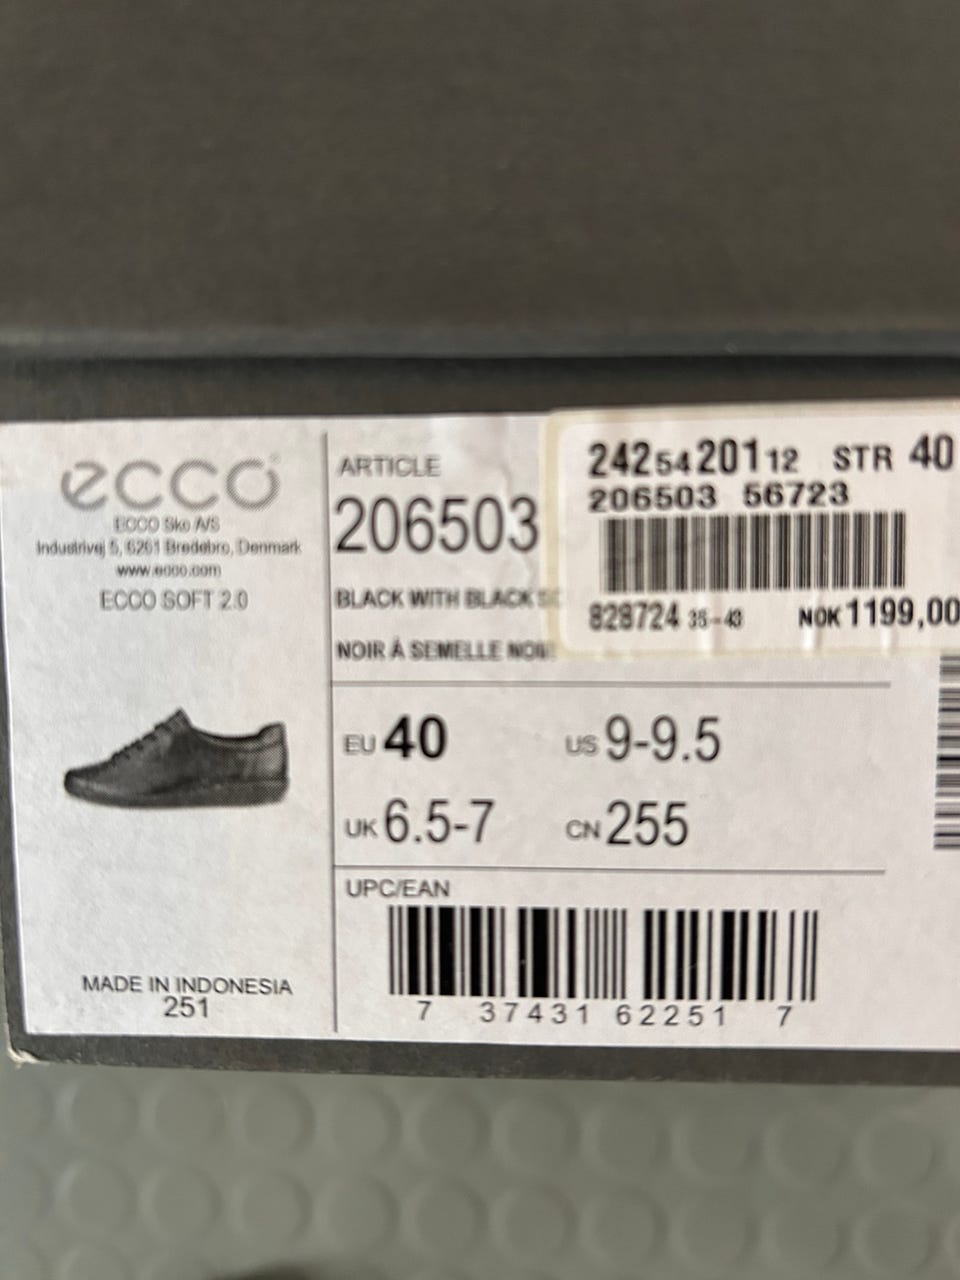 ecco
ECCO Sko A/S
Industrivej 5, 6261 Bredebro, Denmark
www.ecco.com
ECCO SOFT 2.0
MADE IN INDONESIA
251
ARTICLE
206503
BLACK WITH BLACK
NOIR À SEMELLE
EU 40
US 9-9.5
UK 6.5-7
CN 255
UPC/EAN
7 37431 62251 7
2425420112 STR 40
206503 56723
828724 35-43 NOK 1199,00